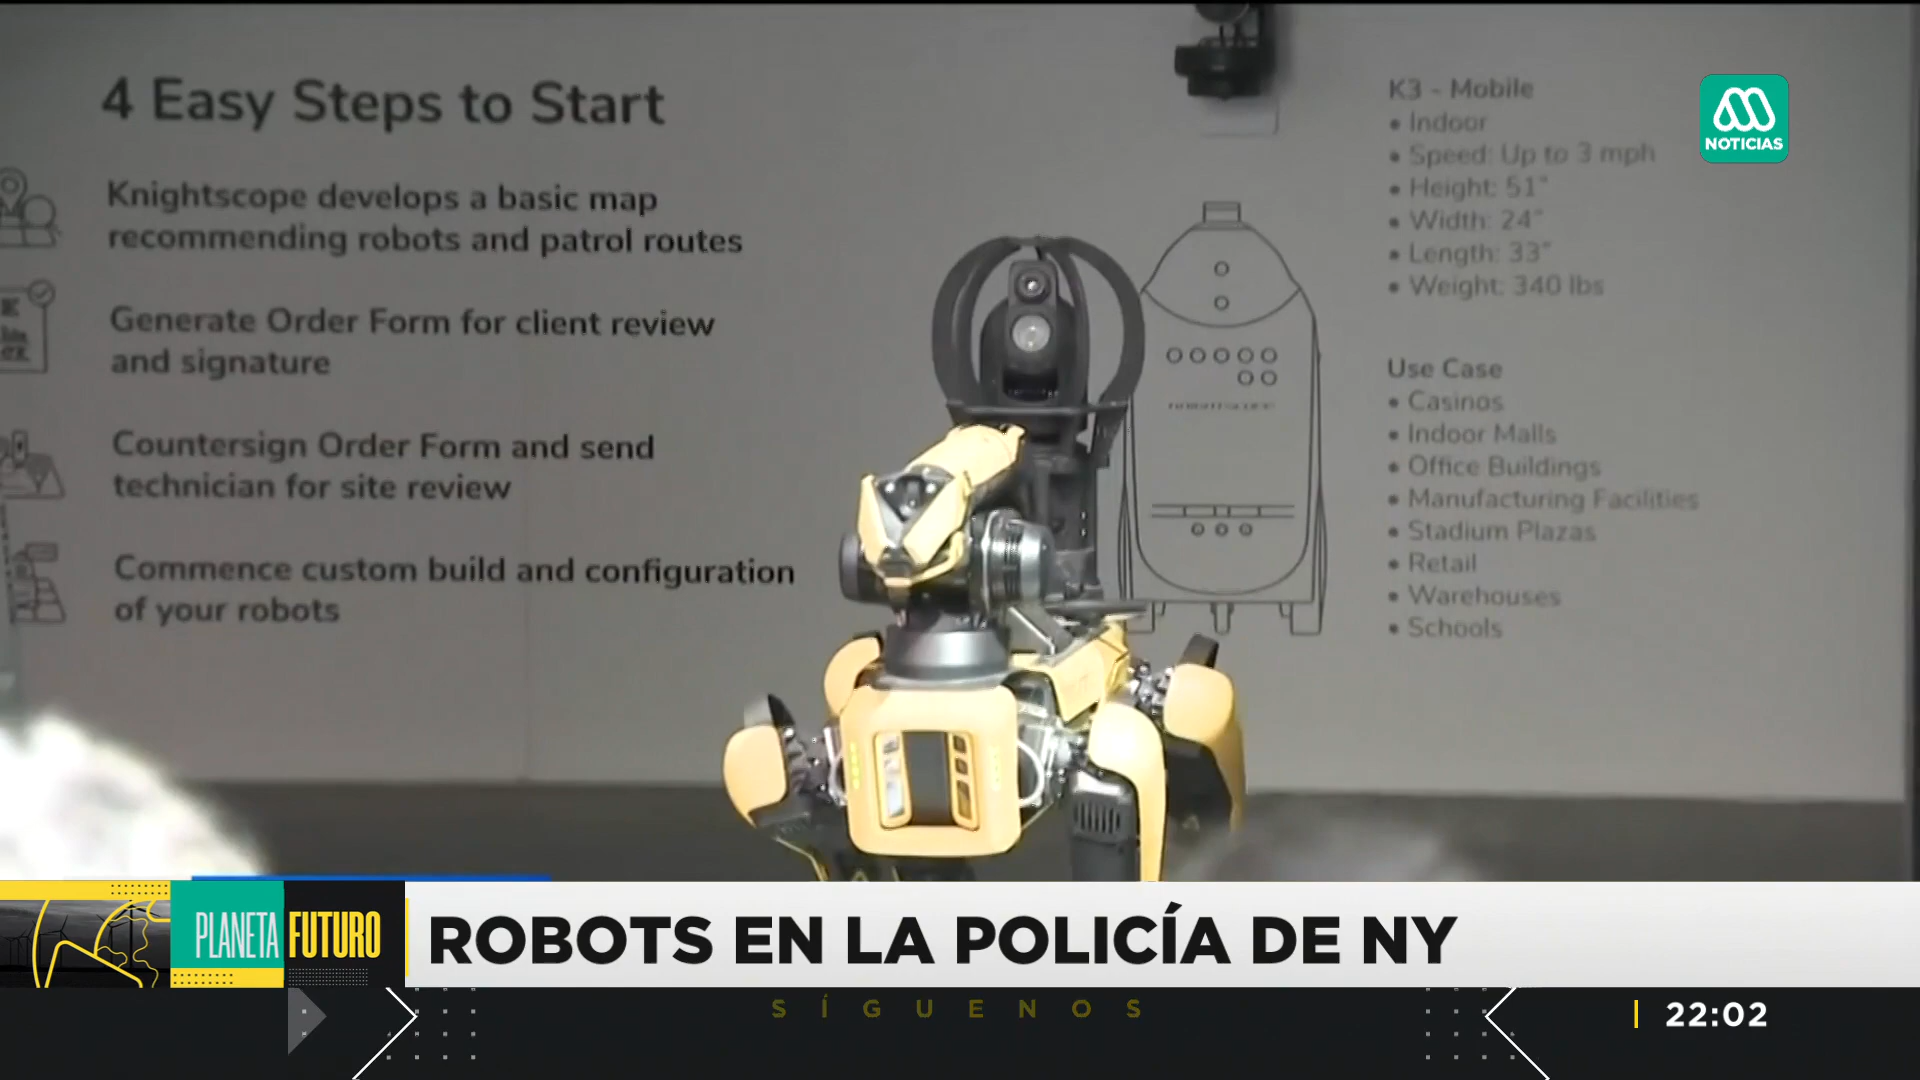 4 Easy Steps to Start
Knightscope develops a basic map
recommending robots and patrol routes
Generate Order Form for client review
and signature
Countersign Order Form and send
technician for site review
Commence custom build and configuration
of your robots
K3 - Mobile
• Indoor
• Speed: Up to 3 mph
• Height: 51"
• Width: 24"
• Length: 33"
• Weight: 340 lbs
Use Case
• Casinos
• Indoor Malls
• Office Buildings
• Manufacturing Facilities
• Stadium Plazas
• Retail
• Warehouses
• Schools
NOTICIAS
PLANETA FUTURO
ROBOTS EN LA POLICÍA DE NY
SÍGUENOS
22:02